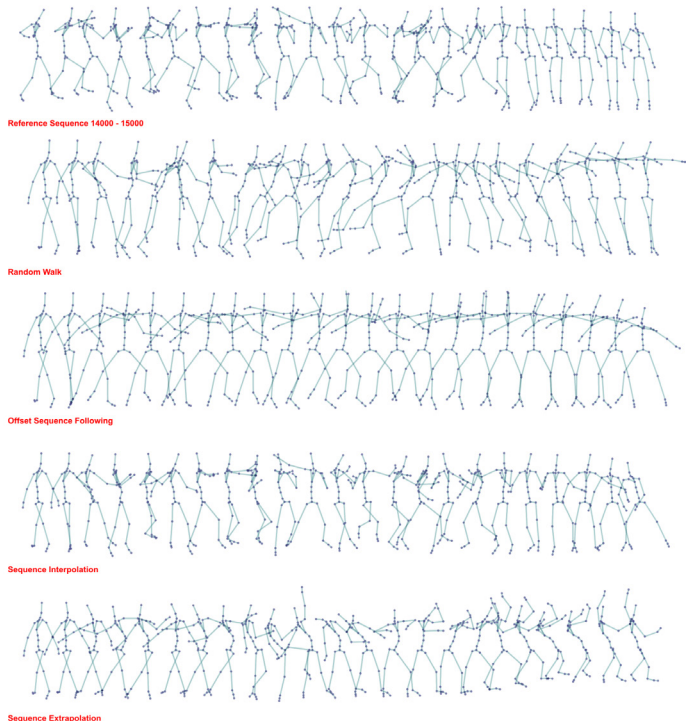 Reference Sequence 14000 - 15000
Random Walk
Offset Sequence Following
Sequence Interpolation
Sequence Extrapolation